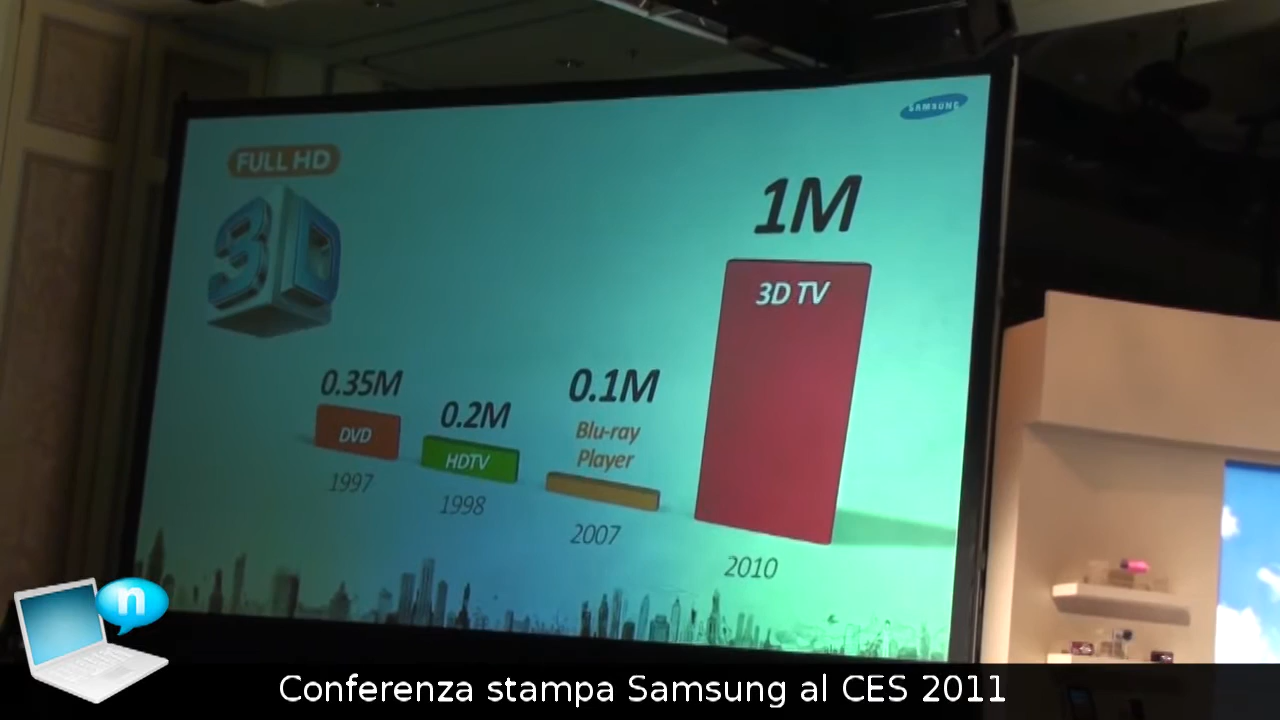 SAMSUNG
FULL HD
3D
1M
3D TV
0.35M
DVD
1997
0.2M
HDTV
1998
0.1M
Blu-ray
Player
2007
2010
n
Conferenza stampa Samsung al CES 2011